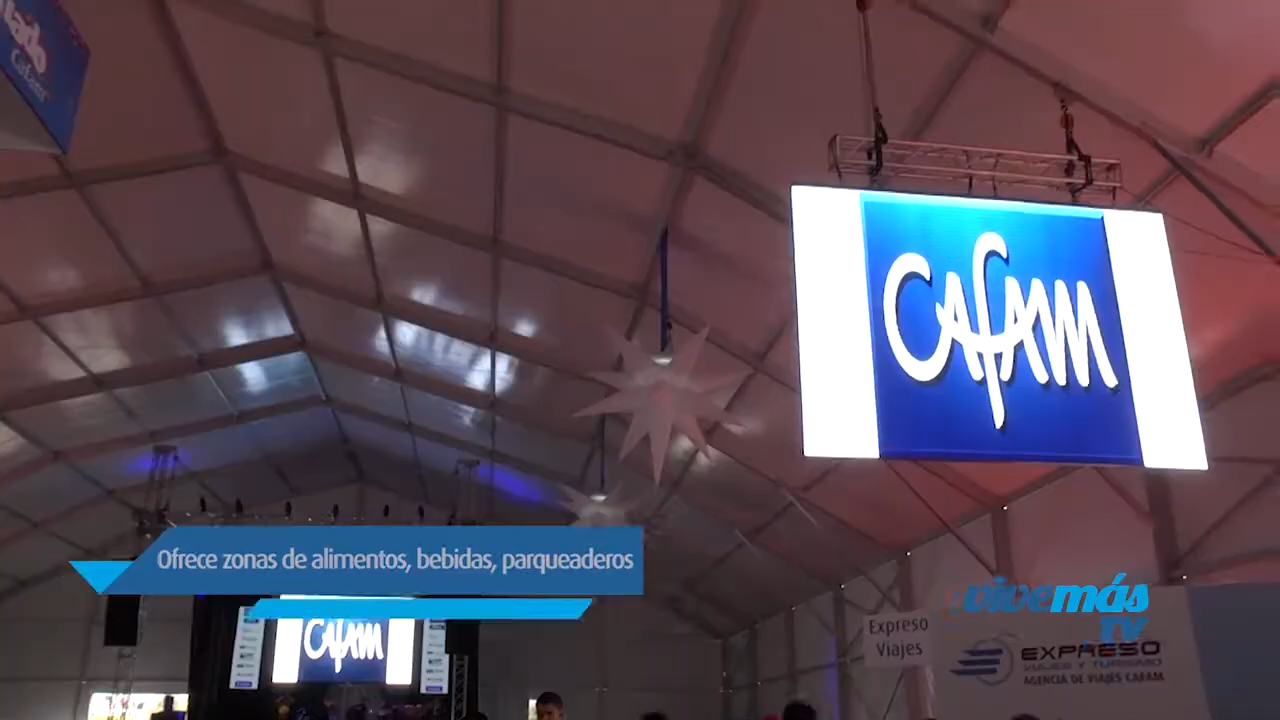 Cafam
CAFAM
Ofrece zonas de alimentos, bebidas, parqueaderos
CAFAM
vivemás
.TV
Expreso
Viajes
EXPRESO
VIAJES Y TURISMO
AGENCIA DE VIAJES CAFAM